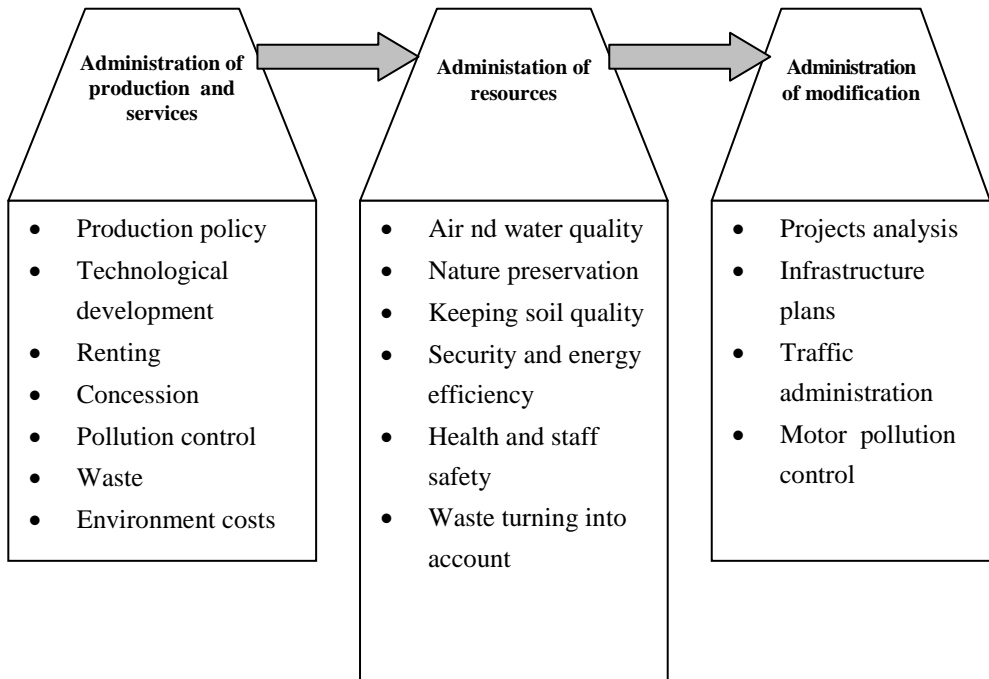 Administration of
production and
services
• Production policy
• Technological
development
• Renting
• Concession
• Pollution control
• Waste
• Environment costs
Administation of
resources
• Air nd water quality
• Nature preservation
• Keeping soil quality
• Security and energy
efficiency
• Health and staff
safety
• Waste turning into
account
Administration
of modification
• Projects analysis
• Infrastructure
plans
• Traffic
administration
• Motor pollution
control